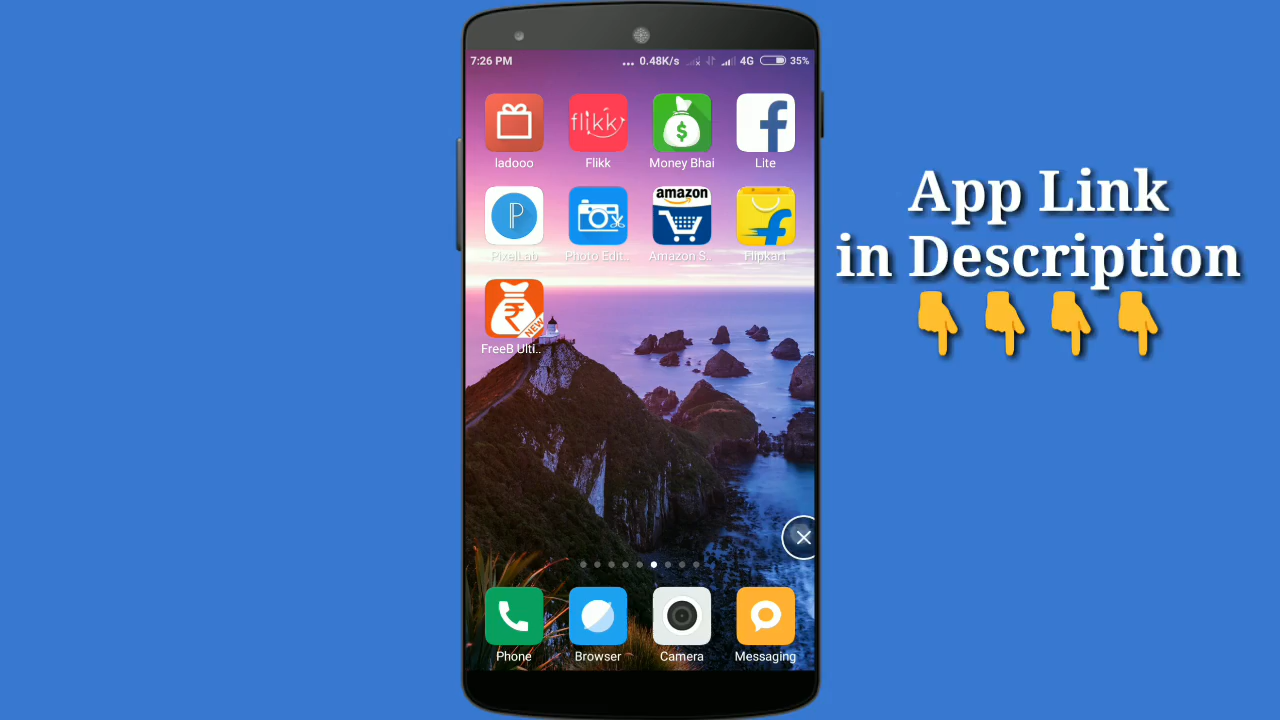 7:26 PM ... 0.48K/s 4G 35%
ladooo Flikk Money Bhai Lite
flikk
$
f
P
amazon
f
PixelLab Photo Edit.. Amazon S.. Flipkart
₹
NEW
FreeB Ulti..
Phone Browser Camera Messaging
App Link
in Description
👇 👇 👇 👇